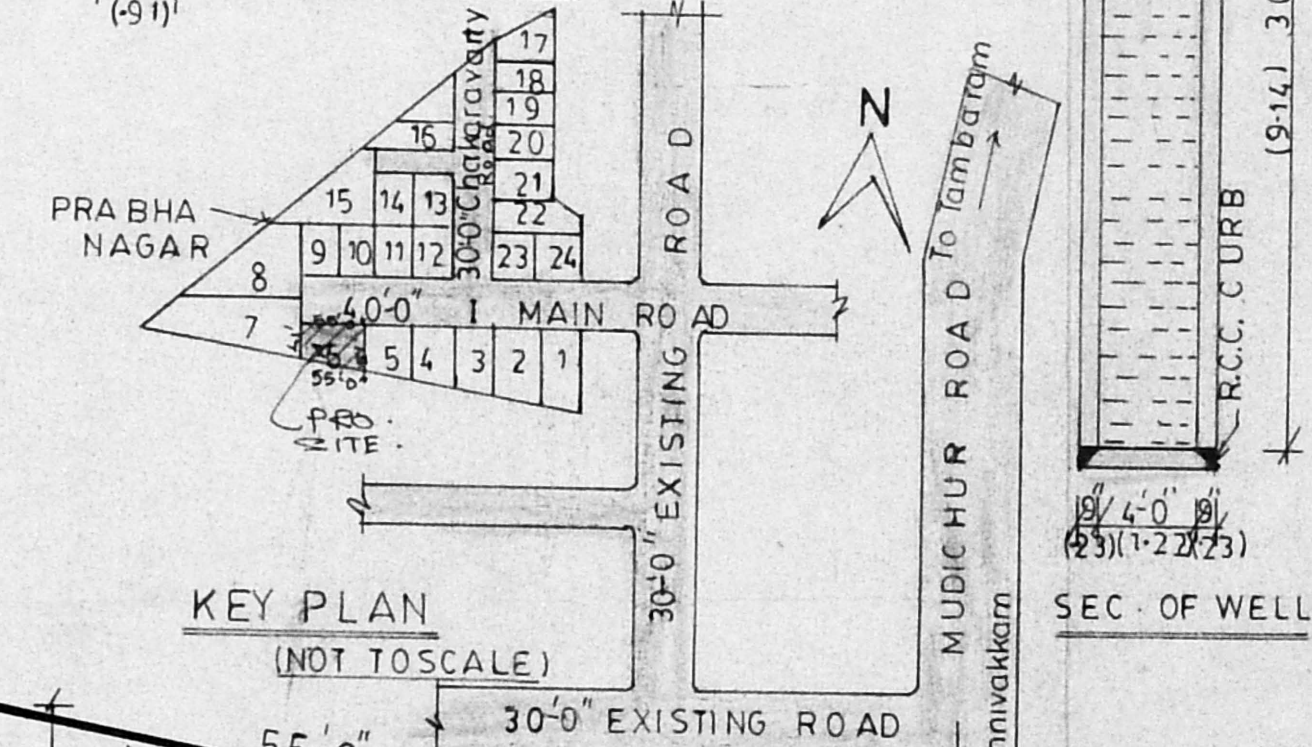 (·91)
17
18
19
20
21
22
23
24
16
15
14
13
9
10
11
12
8
7
5
4
3
2
1
30'-0" Chakaravarty
Road
PRABHA
NAGAR
40'-0" I MAIN ROAD
55'-0"
PRO.
SITE.
30'-0" EXISTING ROAD
N
To Tambaram
MUDICHUR ROAD
KEY PLAN
(NOT TO SCALE)
30'-0" EXISTING ROAD
55'-0"
(9·14)
R.C.C. CURB
9" 4'-0" 9"
(·23)(1·22)(·23)
SEC. OF WELL